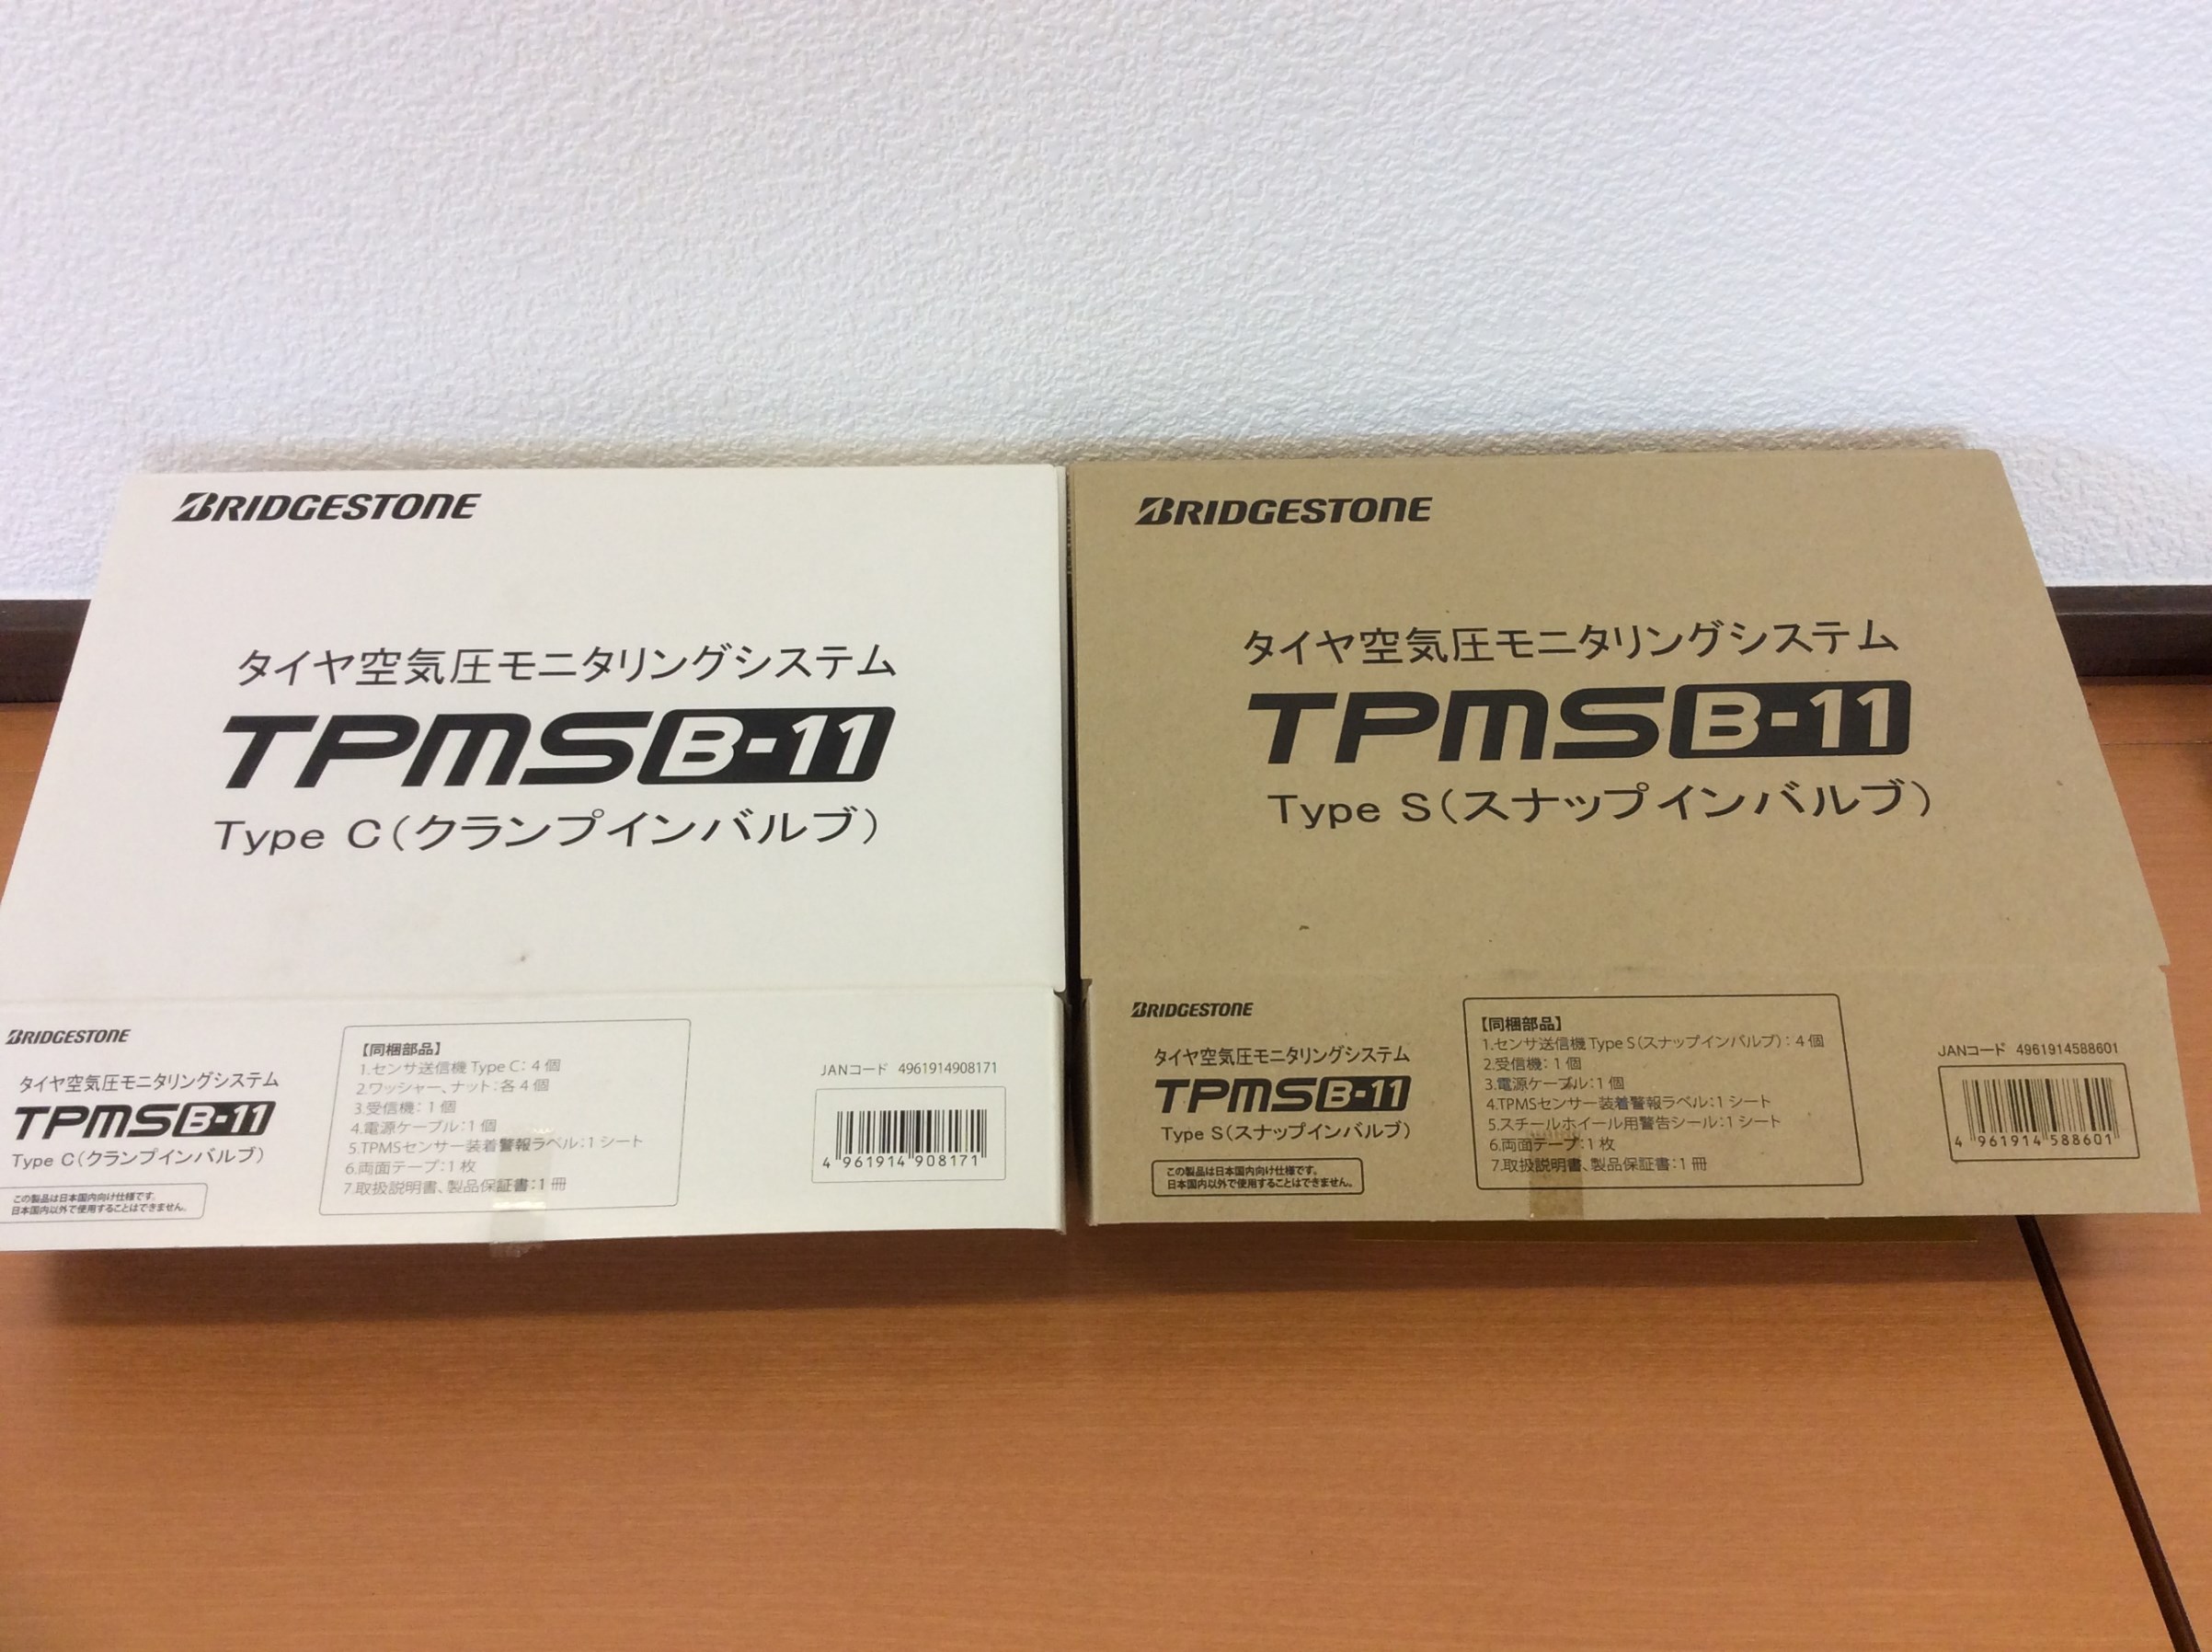 BRIDGESTONE
タイヤ空気圧モニタリングシステム
TPMS B-11
Type C（クランプインバルブ）
BRIDGESTONE
タイヤ空気圧モニタリングシステム
TPMS B-11
Type C（クランプインバルブ）
この製品は日本国内向け仕様です。
日本国内以外で使用することはできません。
【同梱部品】
1.センサ送信機 Type C：4個
2.ワッシャー、ナット：各4個
3.受信機：1個
4.電源ケーブル：1個
5.TPMSセンサー装着警報ラベル：1シート
6.両面テープ：1枚
7.取扱説明書、製品保証書：1冊
JANコード 4961914908171
4 961914 908171
BRIDGESTONE
タイヤ空気圧モニタリングシステム
TPMS B-11
Type S（スナップインバルブ）
BRIDGESTONE
タイヤ空気圧モニタリングシステム
TPMS B-11
Type S（スナップインバルブ）
この製品は日本国内向け仕様です。
日本国内以外で使用することはできません。
【同梱部品】
1.センサ送信機 Type S（スナップインバルブ）：4個
2.受信機：1個
3.電源ケーブル：1個
4.TPMSセンサー装着警報ラベル：1シート
5.スチールホイール用警告シール：1シート
6.両面テープ：1枚
7.取扱説明書、製品保証書：1冊
JANコード 4961914588601
4 961914 588601